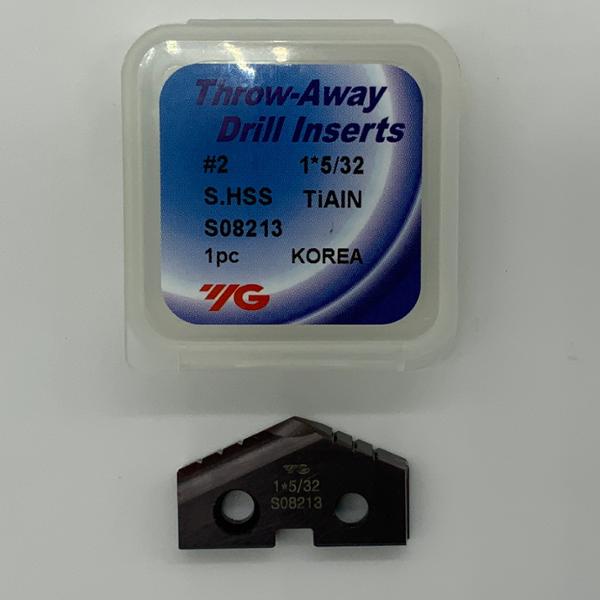 Throw-Away
Drill Inserts
#2 1*5/32
S.HSS TiAlN
S08213
1pc KOREA
YG
YG
1*5/32
S08213